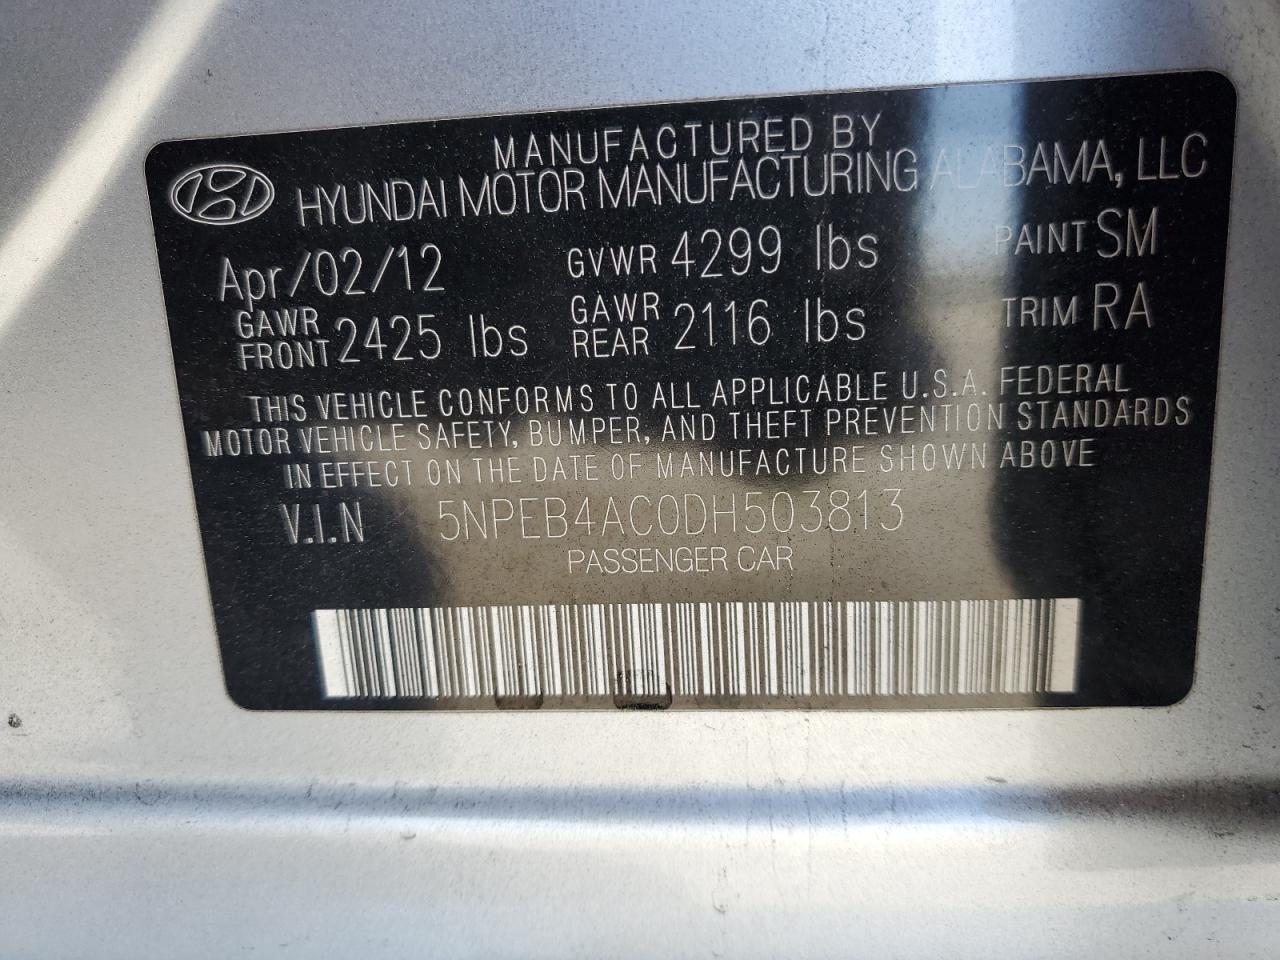 MANUFACTURED BY
HYUNDAI MOTOR MANUFACTURING ALABAMA, LLC
Apr/02/12 GVWR 4299 lbs PAINT SM
GAWR FRONT 2425 lbs GAWR REAR 2116 lbs TRIM RA
THIS VEHICLE CONFORMS TO ALL APPLICABLE U.S.A. FEDERAL
MOTOR VEHICLE SAFETY, BUMPER, AND THEFT PREVENTION STANDARDS
IN EFFECT ON THE DATE OF MANUFACTURE SHOWN ABOVE
V.I.N 5NPEB4AC0DH503813
PASSENGER CAR